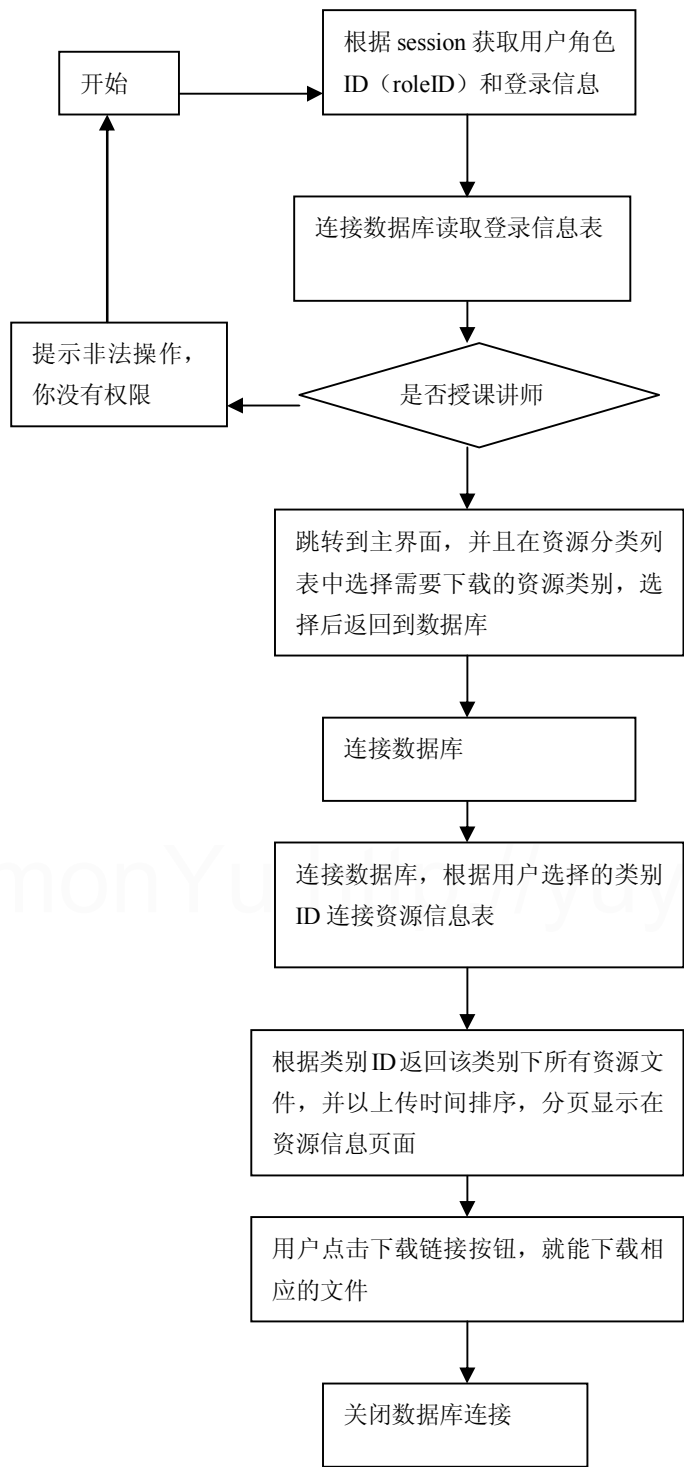 开始
根据 session 获取用户角色
ID（roleID）和登录信息
连接数据库读取登录信息表
提示非法操作，
你没有权限
是否授课讲师
跳转到主界面，并且在资源分类列
表中选择需要下载的资源类别，选
择后返回到数据库
连接数据库
连接数据库，根据用户选择的类别
ID 连接资源信息表
根据类别 ID 返回该类别下所有资源文
件，并以上传时间排序，分页显示在
资源信息页面
用户点击下载链接按钮，就能下载相
应的文件
关闭数据库连接